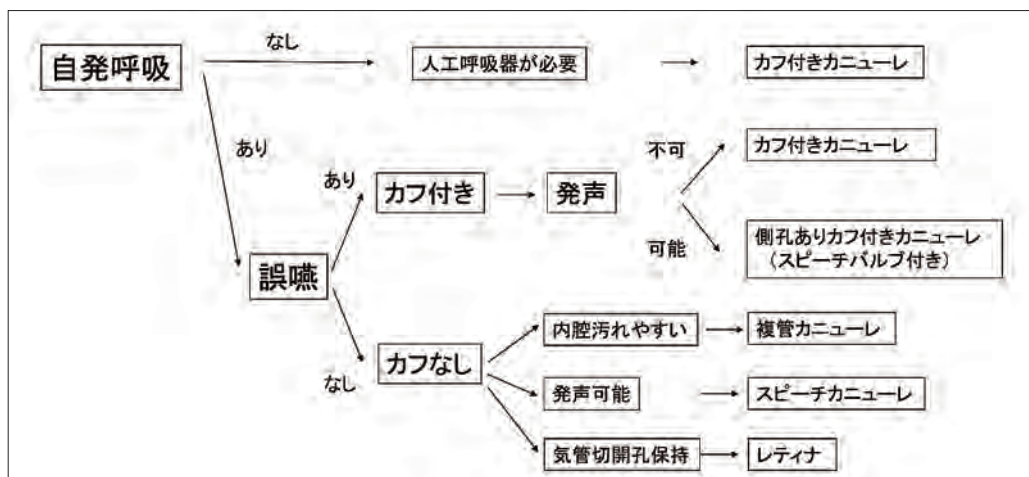 自発呼吸
なし
人工呼吸器が必要
カフ付きカニューレ
あり
誤嚥
あり
カフ付き
発声
不可
カフ付きカニューレ
可能
側孔ありカフ付きカニューレ
（スピーチバルブ付き）
なし
カフなし
内腔汚れやすい
複管カニューレ
発声可能
スピーチカニューレ
気管切開孔保持
レティナ